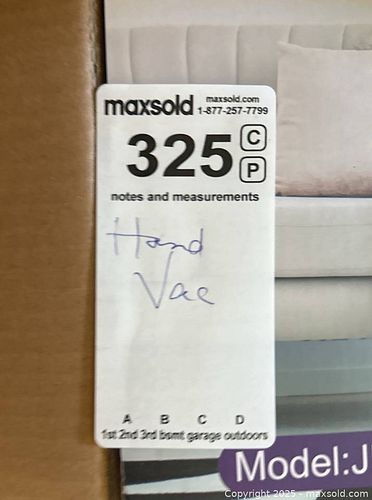 maxsold maxsold.com
1-877-257-7799
325 C
P
notes and measurements
Hand
Vac
A B C D
1st 2nd 3rd bsmt garage outdoors
Model:J
Copyright © 2025 - maxsold.com